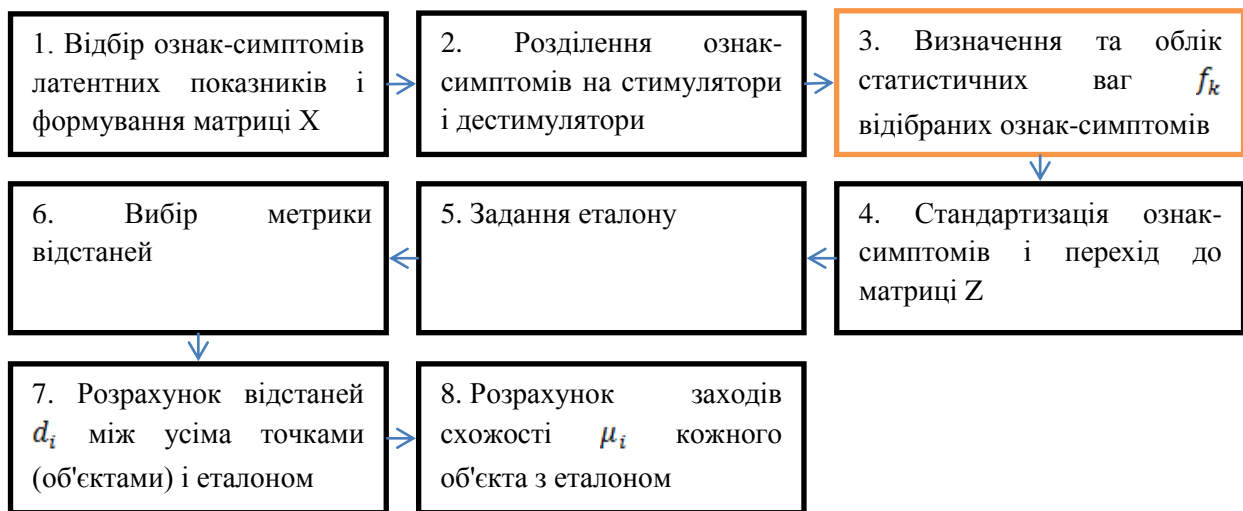 1. Відбір ознак-симптомів
латентних показників і
формування матриці X
2. Розділення ознак-
симптомів на стимулятори
і дестимулятори
3. Визначення та облік
статистичних ваг f_k
відібраних ознак-симптомів
6. Вибір метрики
відстаней
5. Задання еталону
4. Стандартизація ознак-
симптомів і перехід до
матриці Z
7. Розрахунок відстаней
d_i між усіма точками
(об'єктами) і еталоном
8. Розрахунок заходів
схожості μ_i кожного
об'єкта з еталоном